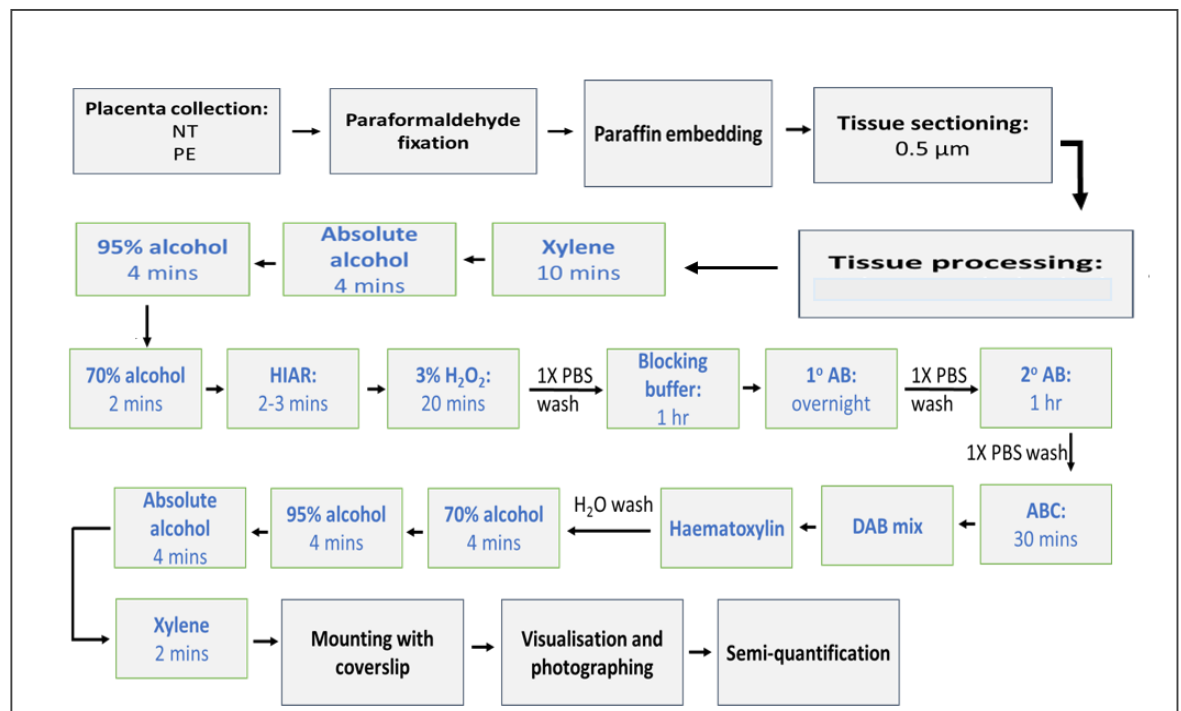 Placenta collection:
NT
PE
Paraformaldehyde
fixation
Paraffin embedding
Tissue sectioning:
0.5 µm
Tissue processing:
Xylene
10 mins
Absolute
alcohol
4 mins
95% alcohol
4 mins
70% alcohol
2 mins
HIAR:
2-3 mins
3% H₂O₂:
20 mins
1X PBS
wash
Blocking
buffer:
1 hr
1º AB:
overnight
1X PBS
wash
2º AB:
1 hr
1X PBS wash
ABC:
30 mins
DAB mix
Haematoxylin
H₂O wash
70% alcohol
4 mins
95% alcohol
4 mins
Absolute
alcohol
4 mins
Xylene
2 mins
Mounting with
coverslip
Visualisation and
photographing
Semi-quantification